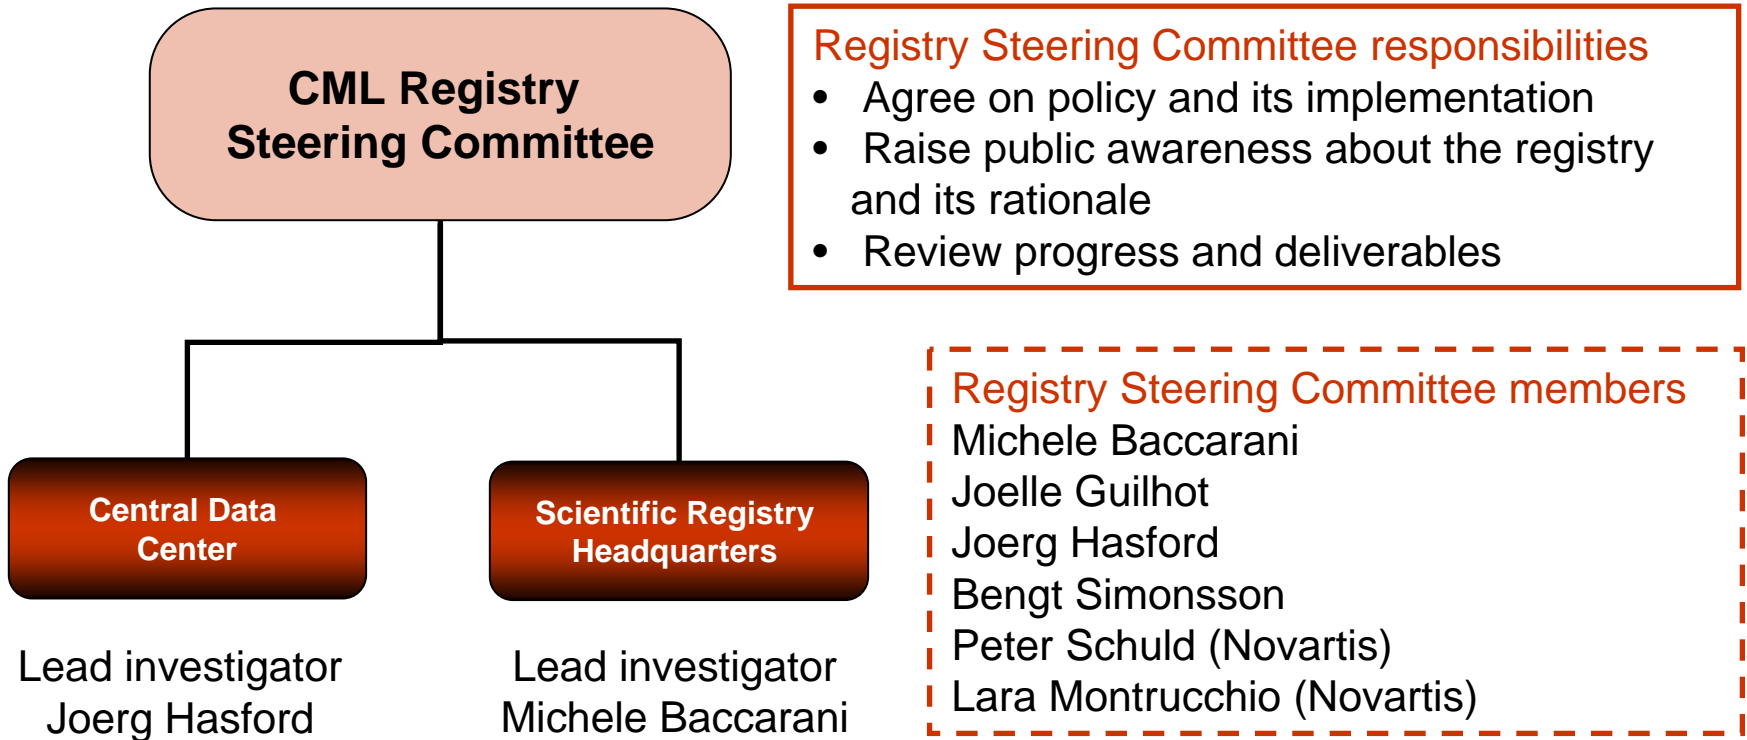 CML Registry
Steering Committee
Registry Steering Committee responsibilities
• Agree on policy and its implementation
• Raise public awareness about the registry
and its rationale
• Review progress and deliverables
Central Data
Center
Lead investigator
Joerg Hasford
Scientific Registry
Headquarters
Lead investigator
Michele Baccarani
Registry Steering Committee members
Michele Baccarani
Joelle Guilhot
Joerg Hasford
Bengt Simonsson
Peter Schuld (Novartis)
Lara Montrucchio (Novartis)